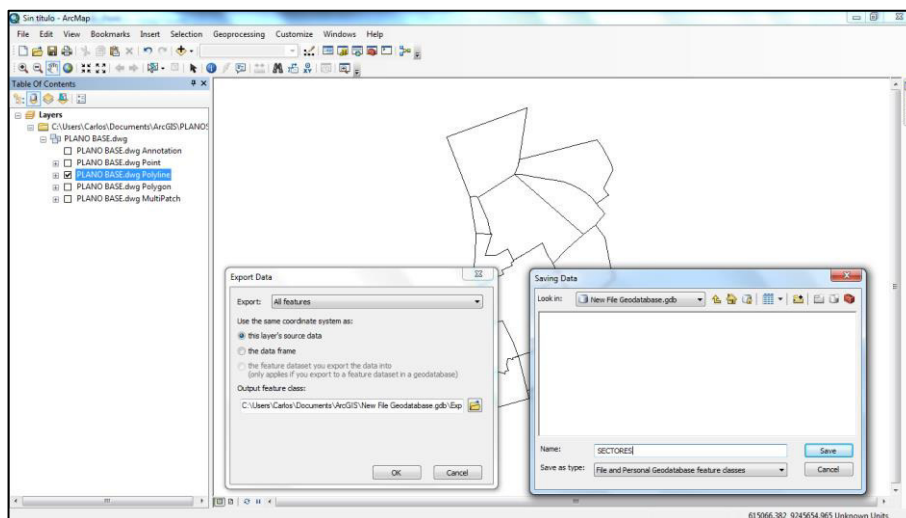 Sin título - ArcMap
File Edit View Bookmarks Insert Selection Geoprocessing Customize Windows Help
Table Of Contents
Layers
C:\Users\Carlos\Documents\ArcGIS\PLANOS
PLANO BASE.dwg
PLANO BASE.dwg Annotation
PLANO BASE.dwg Point
PLANO BASE.dwg Polyline
PLANO BASE.dwg Polygon
PLANO BASE.dwg MultiPatch
Export Data
Export: All features
Use the same coordinate system as:
this layer's source data
the data frame
the feature dataset you export the data into
(only applies if you export to a feature dataset in a geodatabase)
Output feature class:
C:\Users\Carlos\Documents\ArcGIS\New File Geodatabase.gdb\Exp
OK Cancel
Saving Data
Look in: New File Geodatabase.gdb
Name: SECTORES
Save
Save as type: File and Personal Geodatabase feature classes
Cancel
615066.382 9245654.965 Unknown Units